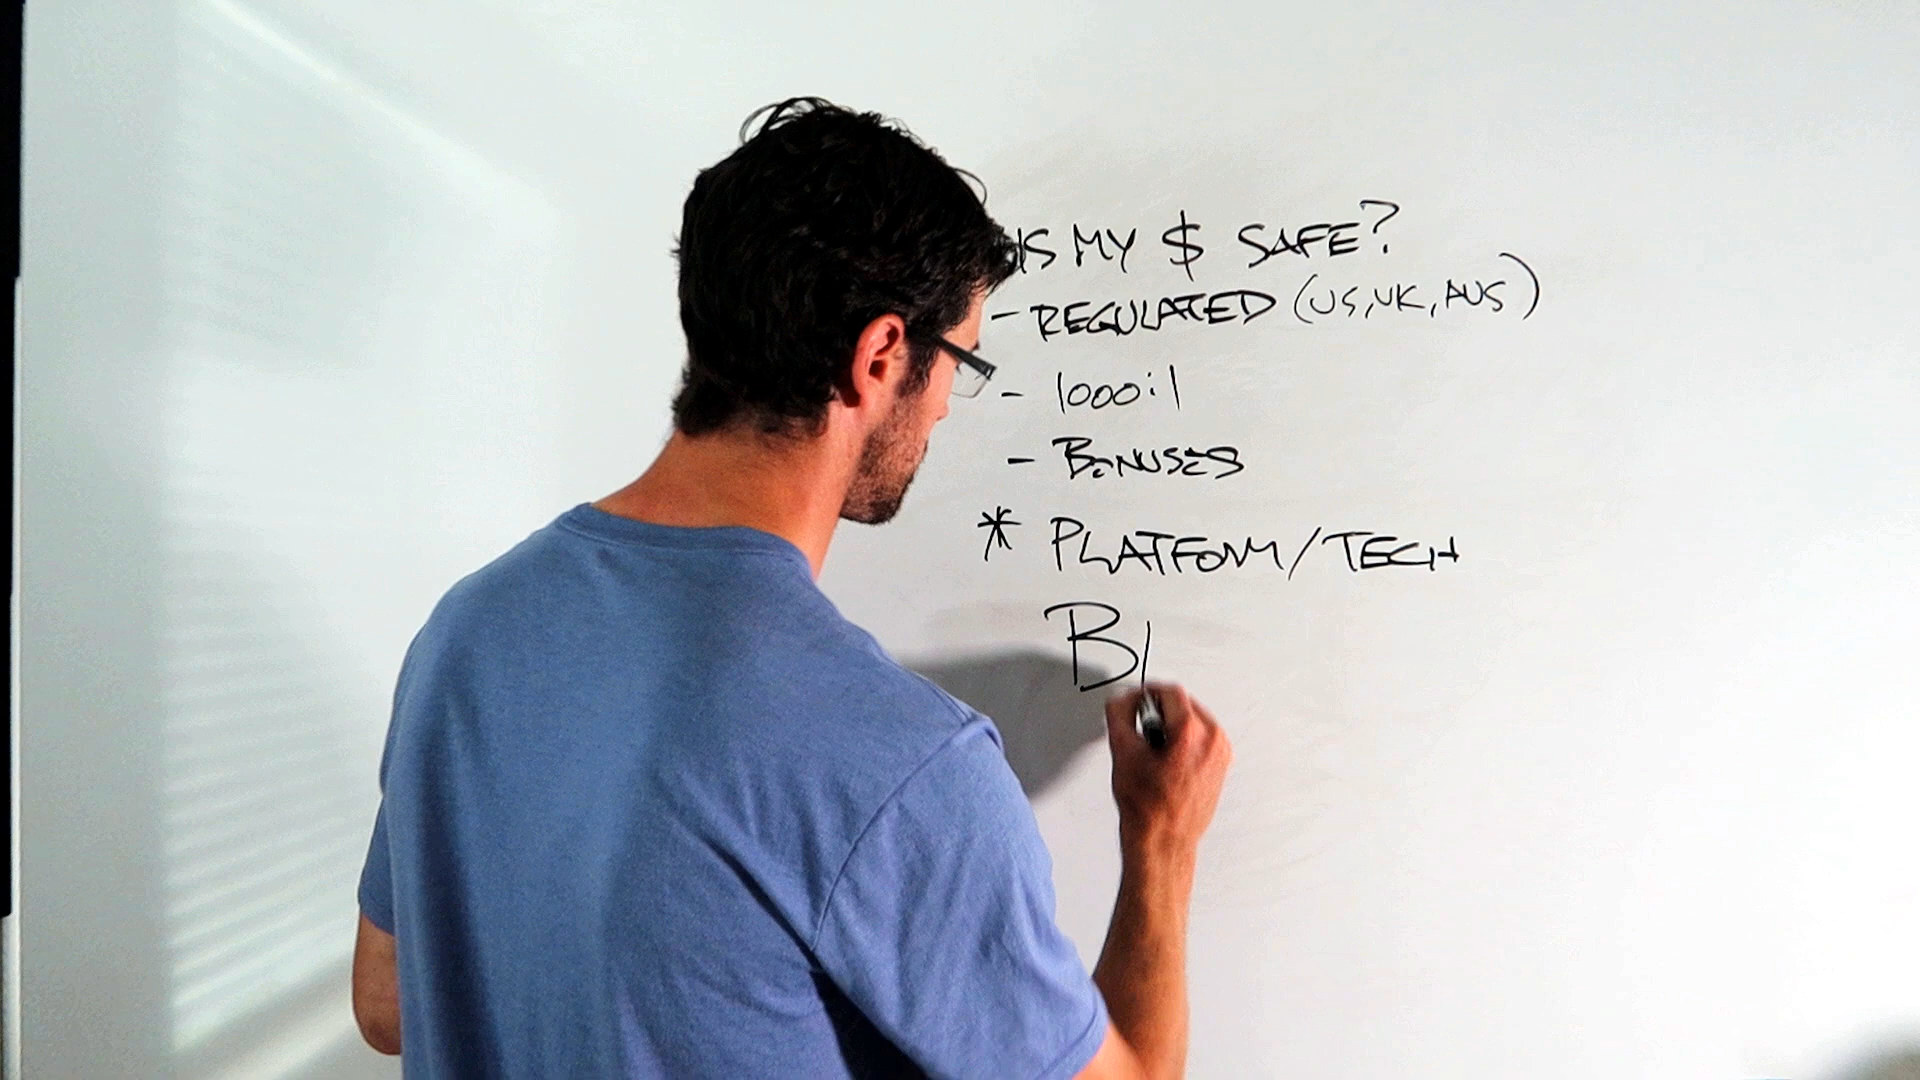 IS MY $ SAFE?
- REGULATED (US, UK, AUS)
- 1000:1
- BONUSES
* PLATFORM/TECH
B